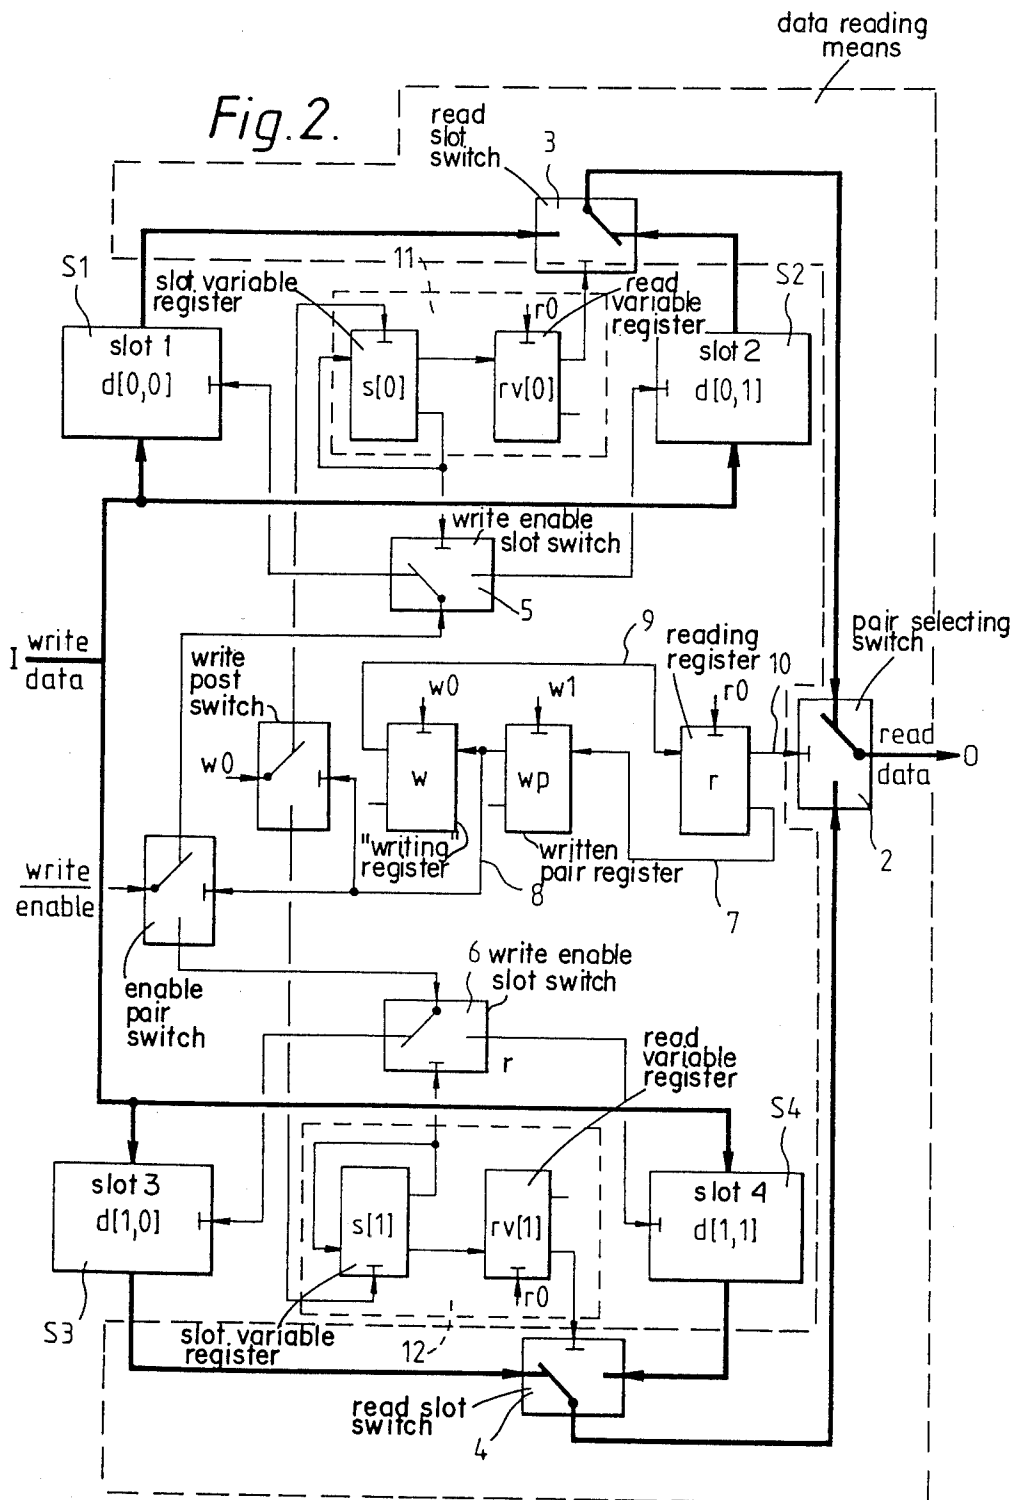 data reading
means
Fig.2.
read
slot
switch
3
11
S1
slot variable
register
r0
read
variable
register
S2
slot 1
d[0,0]
s[0]
rv[0]
slot 2
d[0,1]
write enable
slot switch
5
I
write
data
write
post
switch
9
reading
register
10
pair selecting
switch
w0
w1
r0
w0
w
wp
r
read
data
O
"writing"
register
written
pair register
8
7
2
write
enable
enable
pair
switch
6
write enable
slot switch
r
read
variable
register
S4
slot 3
d[1,0]
s[1]
rv[1]
slot 4
d[1,1]
r0
S3
slot variable
register
12
read slot
switch
4